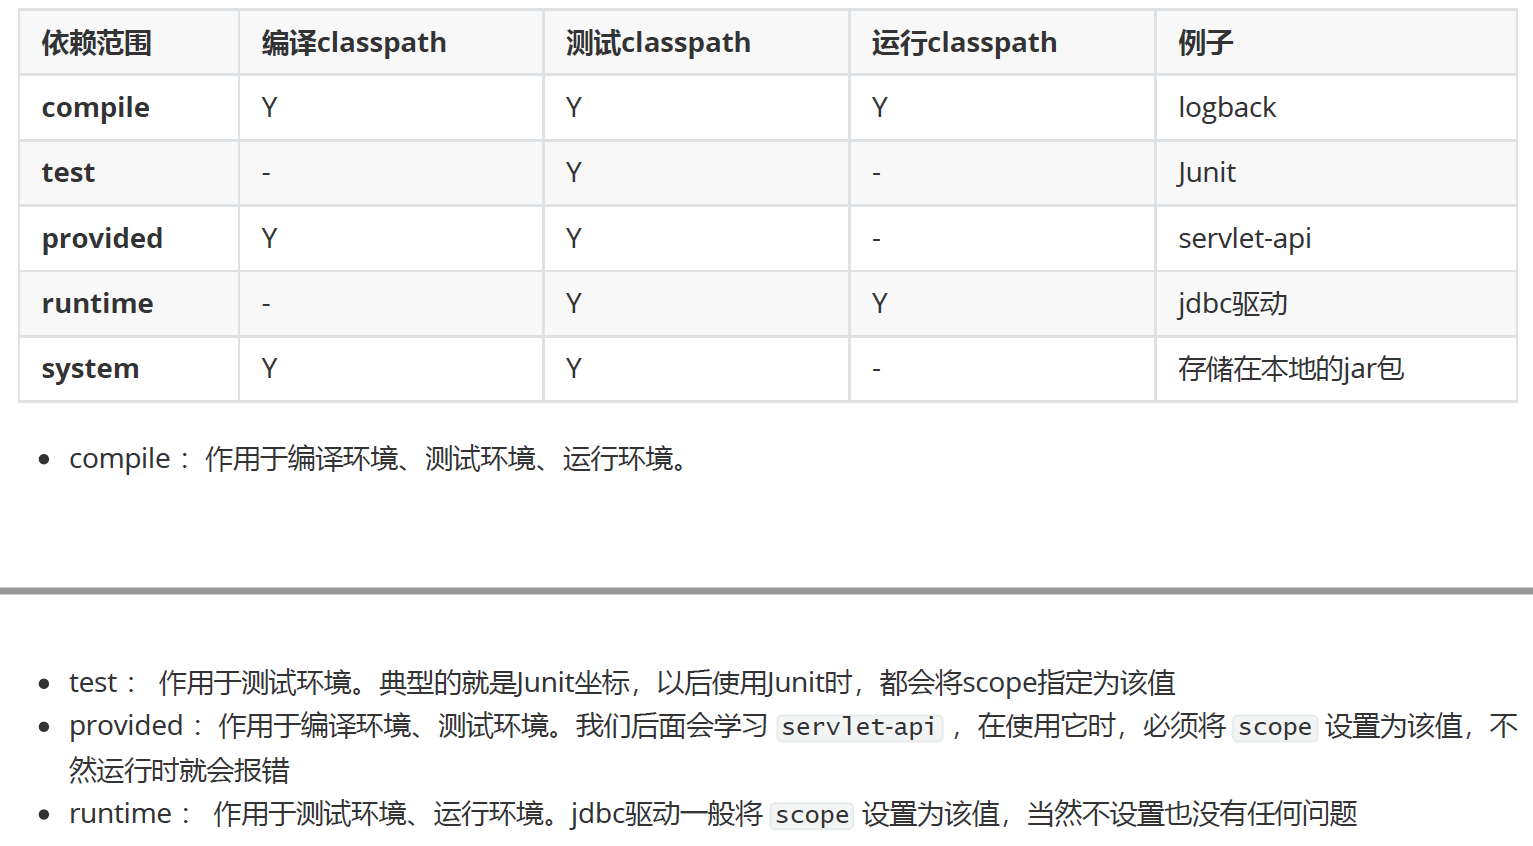 依赖范围 编译classpath 测试classpath 运行classpath 例子
compile Y Y Y logback
test - Y - Junit
provided Y Y - servlet-api
runtime - Y Y jdbc驱动
system Y Y - 存储在本地的jar包
compile ：作用于编译环境、测试环境、运行环境。
test ： 作用于测试环境。典型的就是Junit坐标，以后使用Junit时，都会将scope指定为该值
provided ：作用于编译环境、测试环境。我们后面会学习 servlet-api ，在使用它时，必须将 scope 设置为该值，不
然运行时就会报错
runtime ： 作用于测试环境、运行环境。jdbc驱动一般将 scope 设置为该值，当然不设置也没有任何问题